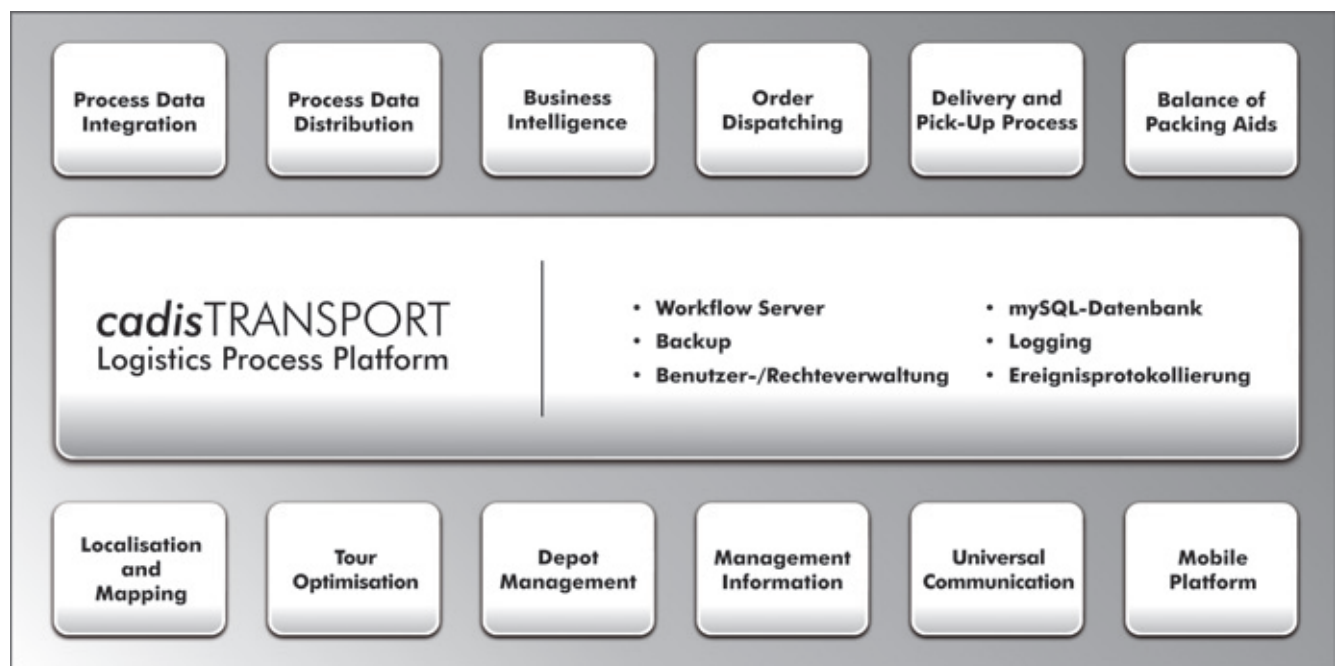 Process Data
Integration
Process Data
Distribution
Business
Intelligence
Order
Dispatching
Delivery and
Pick-Up Process
Balance of
Packing Aids
cadisTRANSPORT
Logistics Process Platform
• Workflow Server
• Backup
• Benutzer-/Rechteverwaltung
• mySQL-Datenbank
• Logging
• Ereignisprotokollierung
Localisation
and
Mapping
Tour
Optimisation
Depot
Management
Management
Information
Universal
Communication
Mobile
Platform